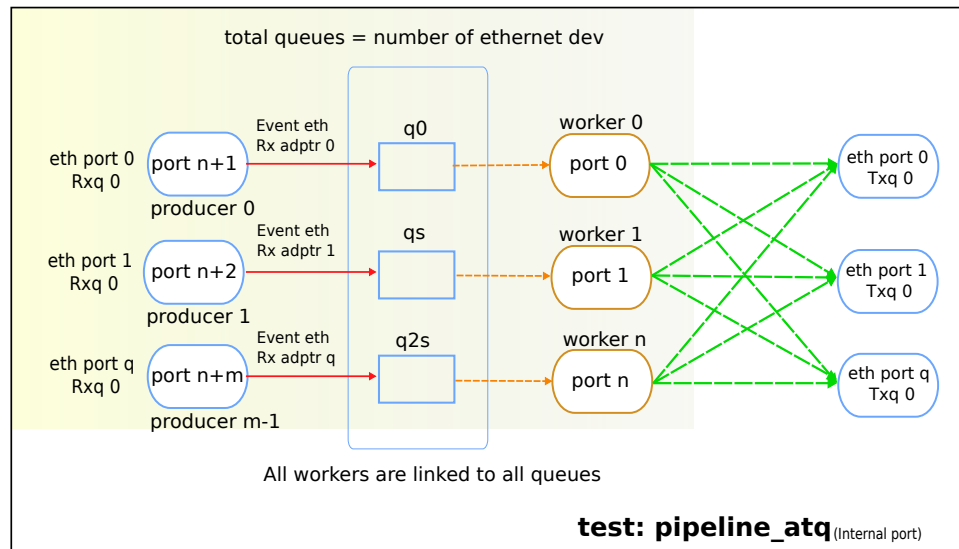 total queues = number of ethernet dev
eth port 0
Rxq 0
port n+1
producer 0
Event eth
Rx adptr 0
q0
worker 0
port 0
eth port 0
Txq 0
eth port 1
Rxq 0
port n+2
producer 1
Event eth
Rx adptr 1
qs
worker 1
port 1
eth port 1
Txq 0
eth port q
Rxq 0
port n+m
producer m-1
Event eth
Rx adptr q
q2s
worker n
port n
eth port q
Txq 0
All workers are linked to all queues
test: pipeline_atq(Internal port)